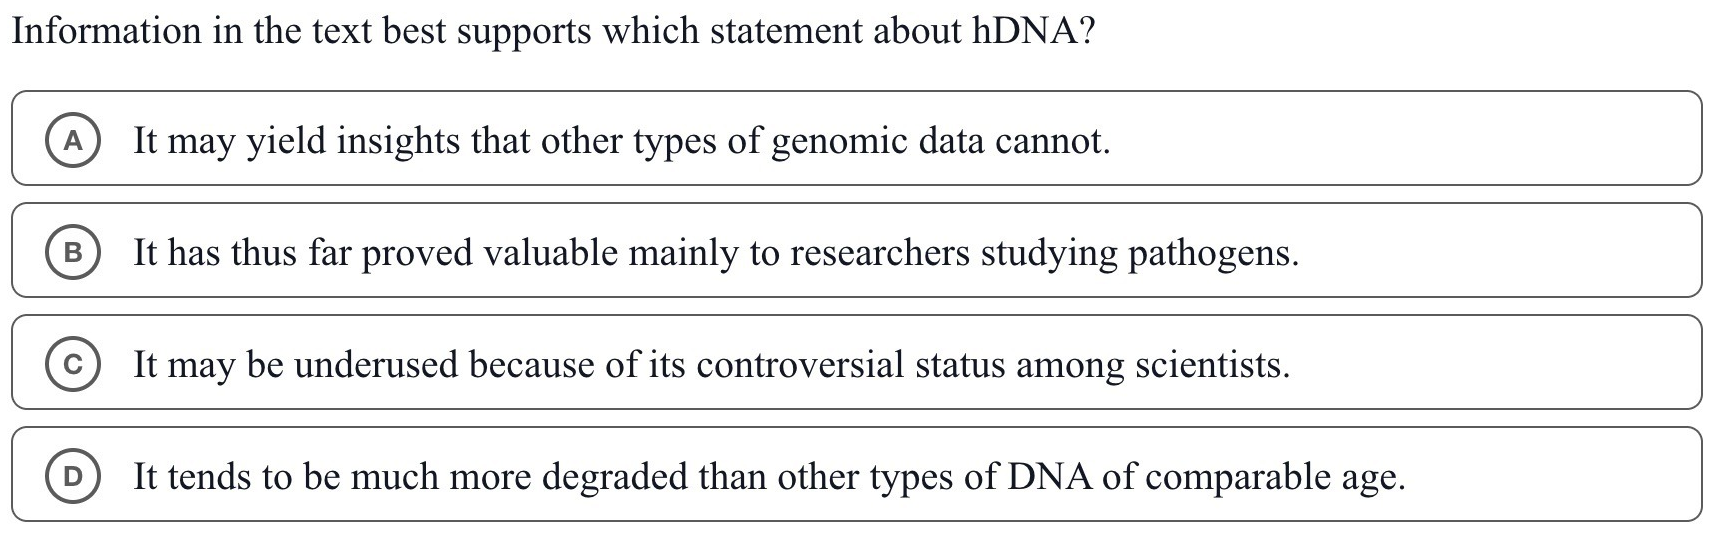 Information in the text best supports which statement about hDNA?
A It may yield insights that other types of genomic data cannot.
B It has thus far proved valuable mainly to researchers studying pathogens.
C It may be underused because of its controversial status among scientists.
D It tends to be much more degraded than other types of DNA of comparable age.